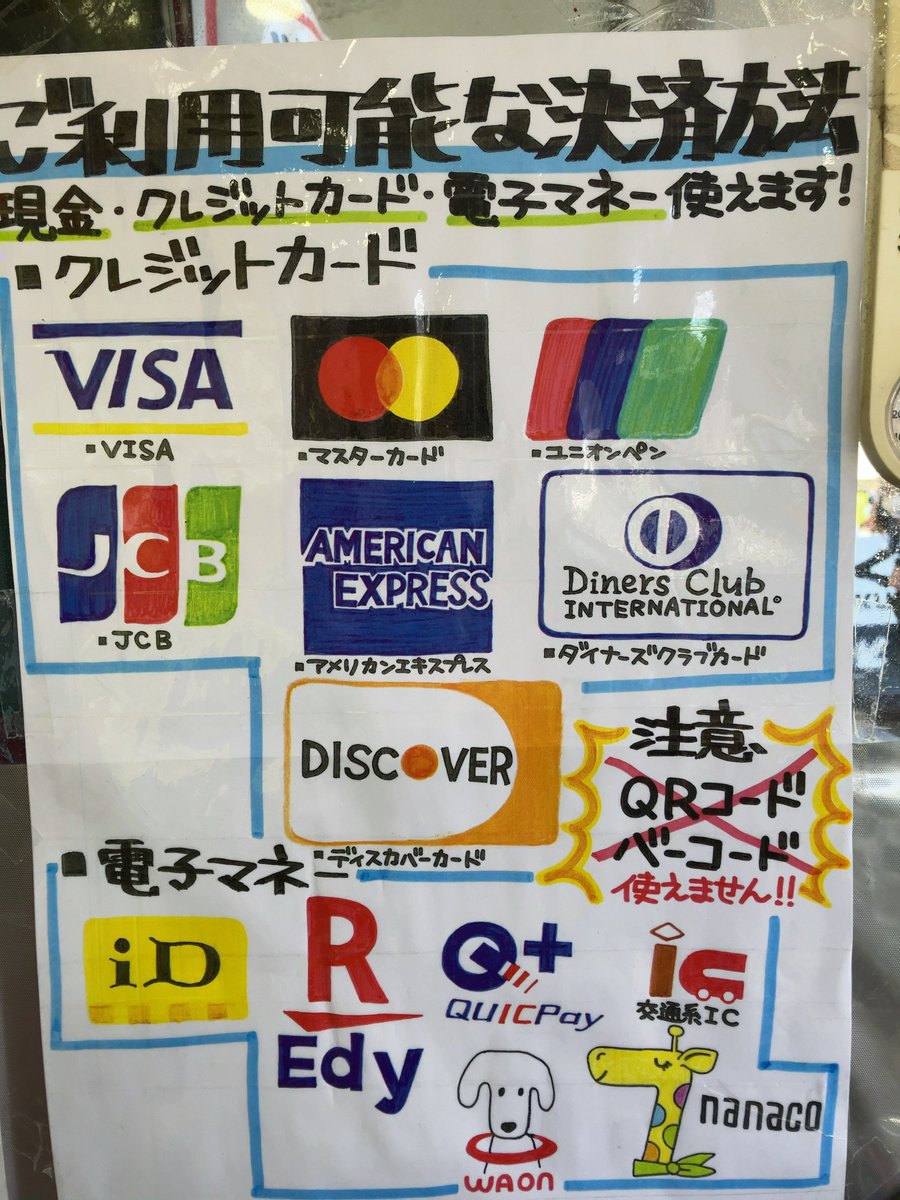 ご利用可能な決済方法
現金・クレジットカード・電子マネー使えます!
■クレジットカード
VISA
■VISA
■マスターカード
■ユニオンペン
JCB
■JCB
AMERICAN
EXPRESS
■アメリカンエキスプレス
Diners Club
INTERNATIONAL
■ダイナーズクラブカード
DISCOVER
■ディスカバーカード
注意
QRコード
バーコード
使えません!!
■電子マネー
iD
R
Edy
Q+
QUICPay
ic
交通系IC
WAON
nanaco